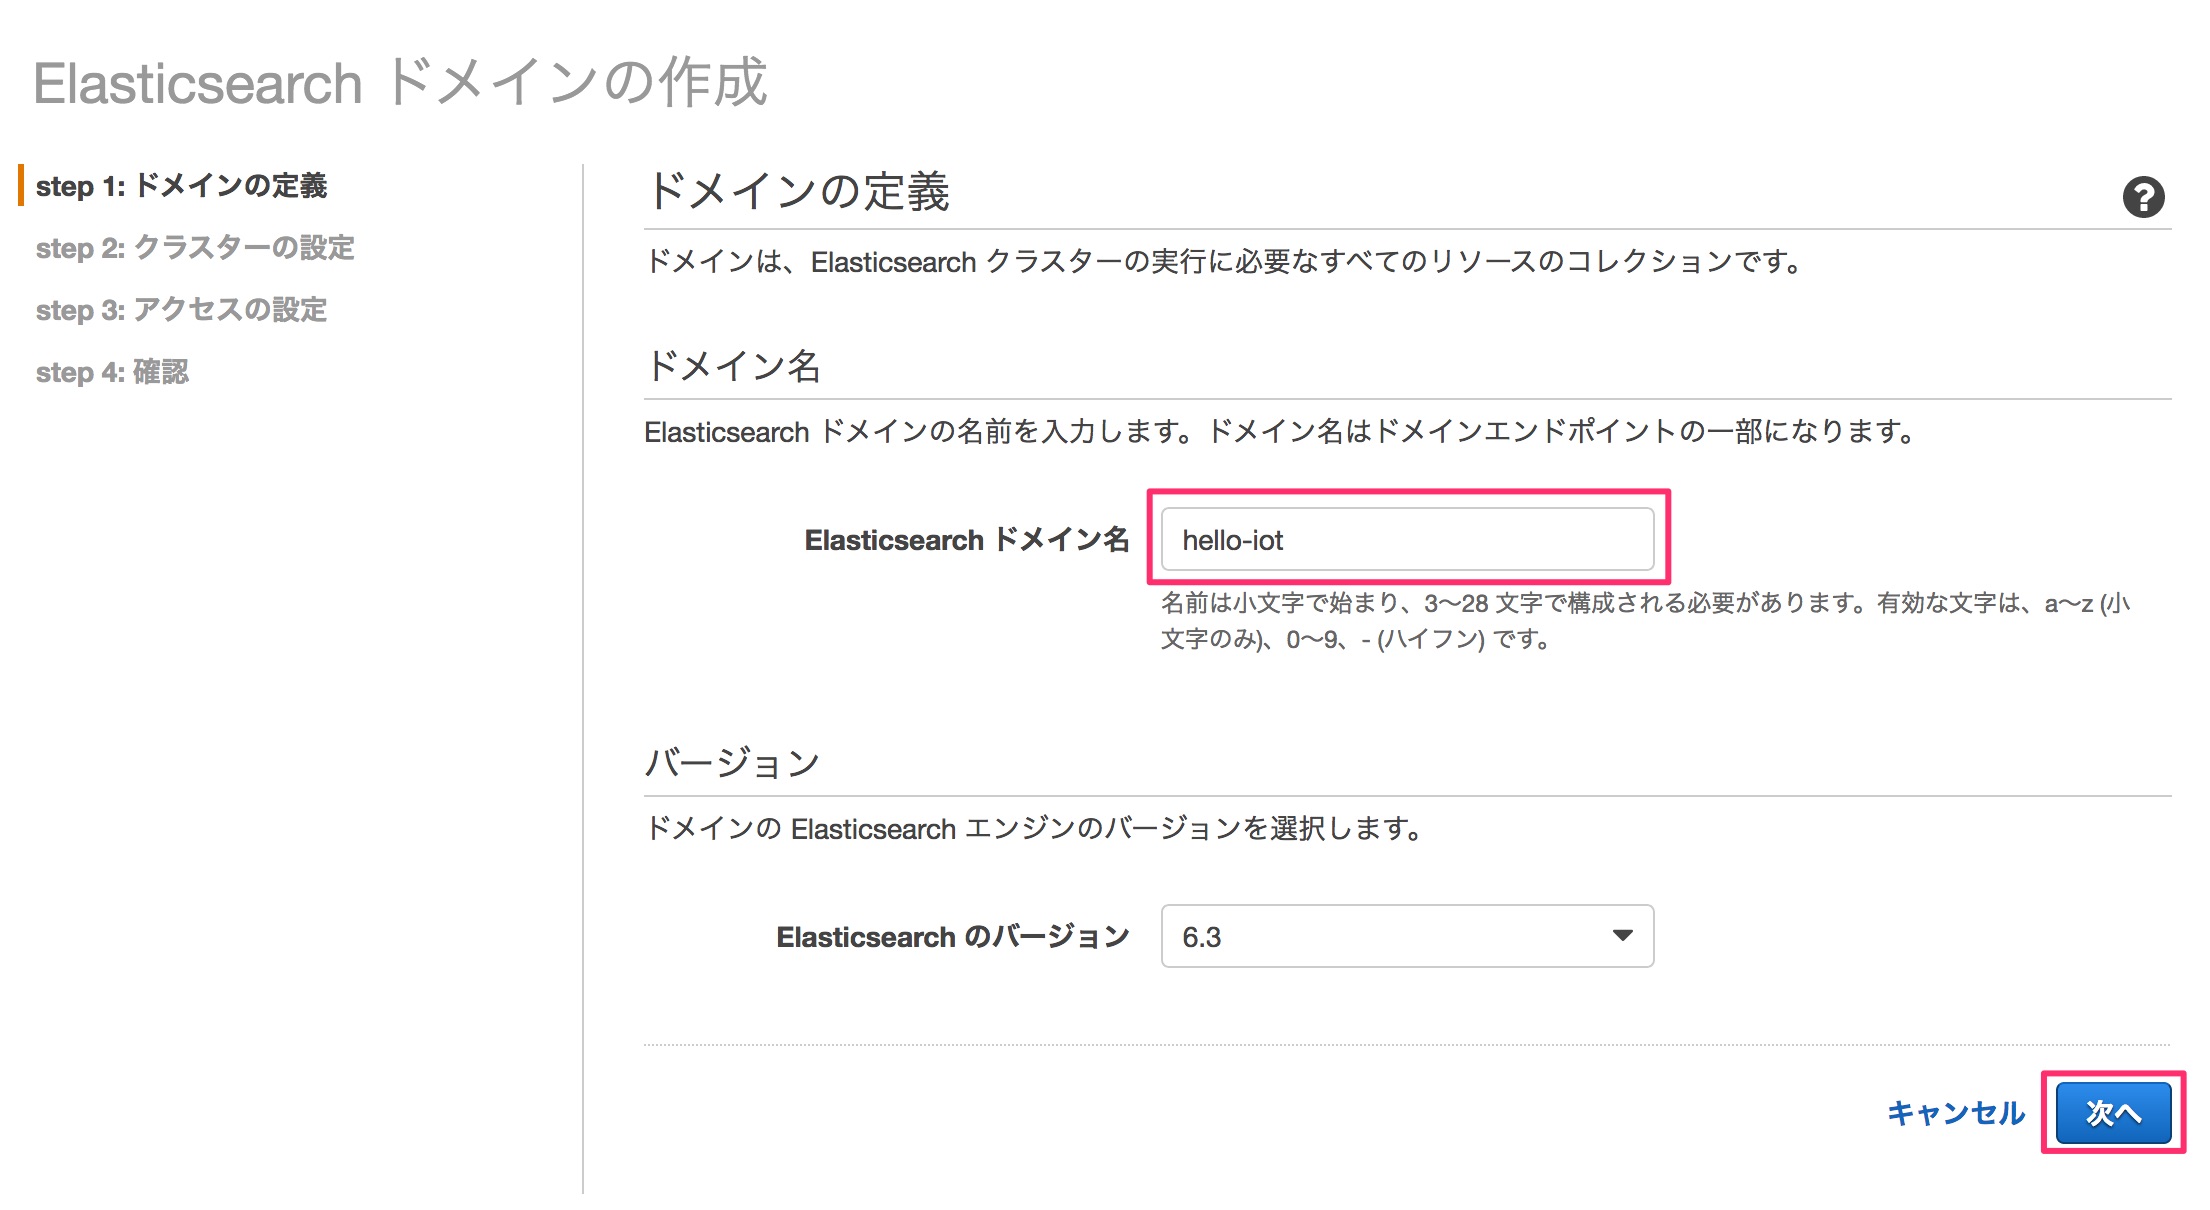 Elasticsearch ドメインの作成
step 1: ドメインの定義
step 2: クラスターの設定
step 3: アクセスの設定
step 4: 確認
ドメインの定義
?
ドメインは、Elasticsearch クラスターの実行に必要なすべてのリソースのコレクションです。
ドメイン名
Elasticsearch ドメインの名前を入力します。ドメイン名はドメインエンドポイントの一部になります。
Elasticsearch ドメイン名 hello-iot
名前は小文字で始まり、3〜28 文字で構成される必要があります。有効な文字は、a〜z (小
文字のみ)、0〜9、- (ハイフン) です。
バージョン
ドメインの Elasticsearch エンジンのバージョンを選択します。
Elasticsearch のバージョン 6.3
キャンセル 次へ